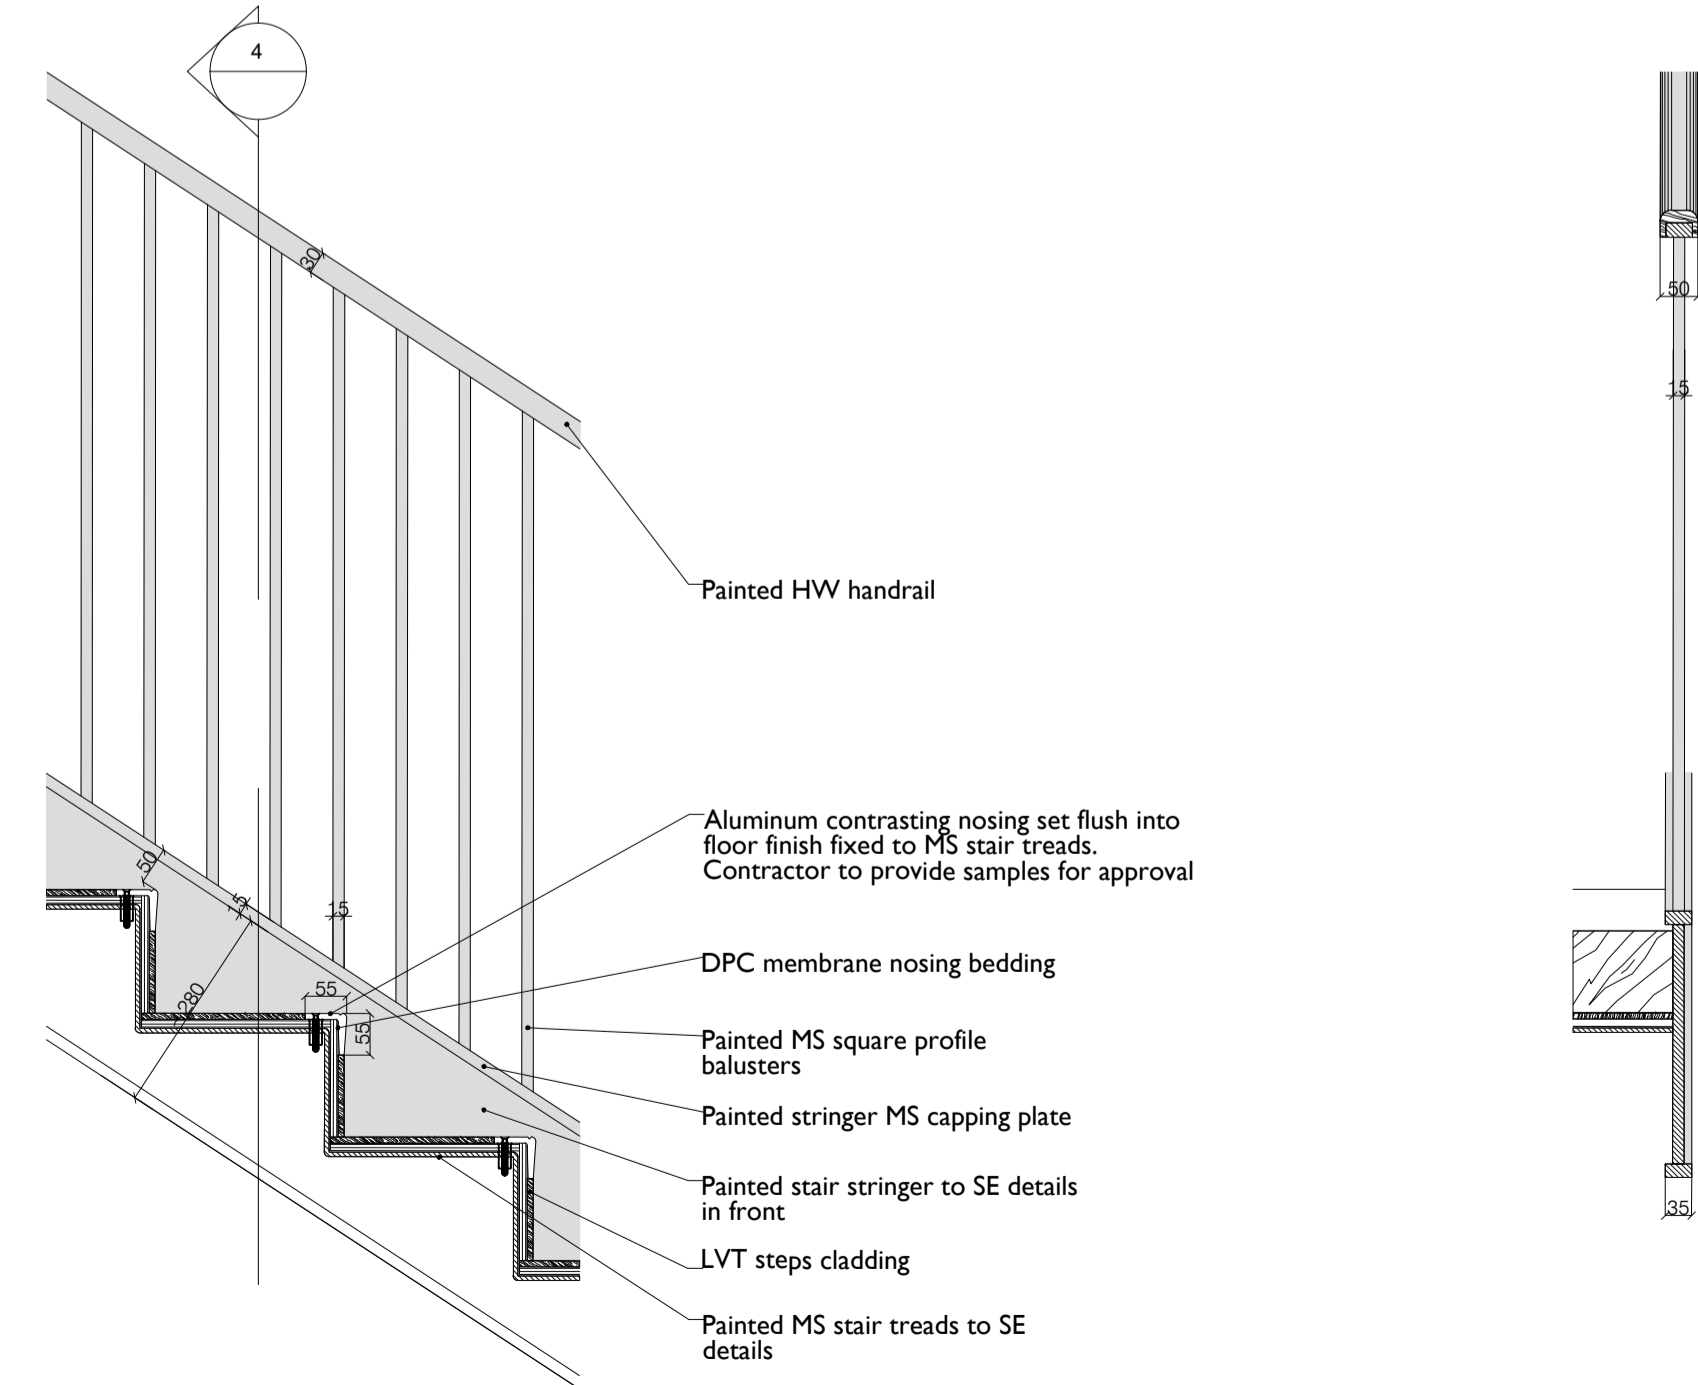 4
30
50
15
Painted HW handrail
50
15
15
280
55
55
Aluminum contrasting nosing set flush into
floor finish fixed to MS stair treads.
Contractor to provide samples for approval
DPC membrane nosing bedding
Painted MS square profile
balusters
Painted stringer MS capping plate
Painted stair stringer to SE details
in front
35
LVT steps cladding
Painted MS stair treads to SE
details